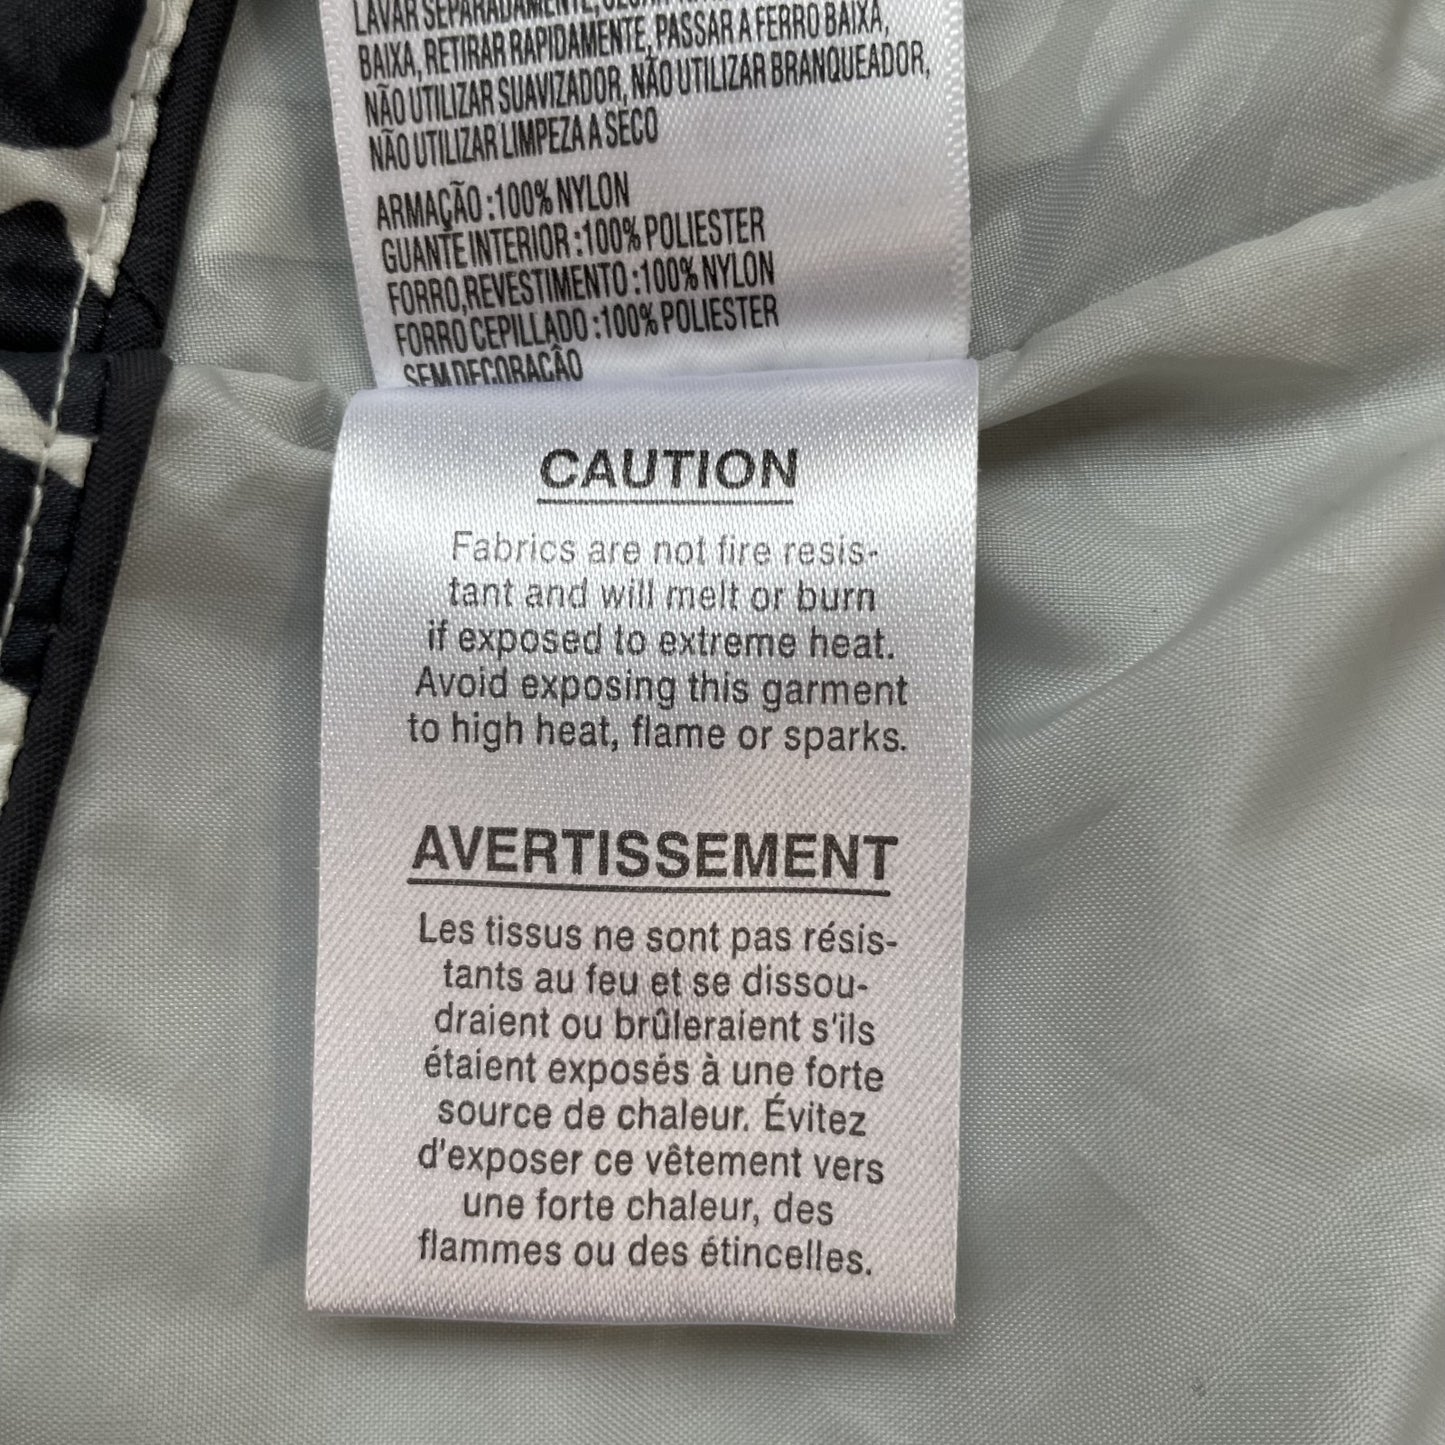 LAVAR SEPARADAMENTE,
BAIXA, RETIRAR RAPIDAMENTE, PASSAR A FERRO BAIXA,
NÃO UTILIZAR SUAVIZADOR, NÃO UTILIZAR BRANQUEADOR,
NÃO UTILIZAR LIMPEZA A SECO
ARMAÇÃO :100% NYLON
GUANTE INTERIOR :100% POLIESTER
FORRO,REVESTIMENTO :100% NYLON
FORRO CEPILLADO :100% POLIESTER
SEM DECORAÇÃO
CAUTION
Fabrics are not fire resis-
tant and will melt or burn
if exposed to extreme heat.
Avoid exposing this garment
to high heat, flame or sparks.
AVERTISSEMENT
Les tissus ne sont pas résis-
tants au feu et se dissou-
draient ou brûleraient s'ils
étaient exposés à une forte
source de chaleur. Évitez
d'exposer ce vêtement vers
une forte chaleur, des
flammes ou des étincelles.